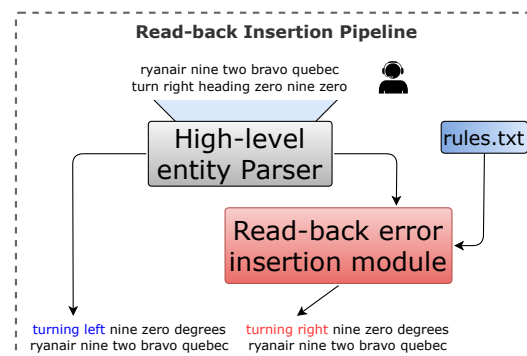 Read-back Insertion Pipeline
ryanair nine two bravo quebec
turn right heading zero nine zero
High-level
entity Parser
rules.txt
Read-back error
insertion module
turning left nine zero degrees
ryanair nine two bravo quebec
turning right nine zero degrees
ryanair nine two bravo quebec